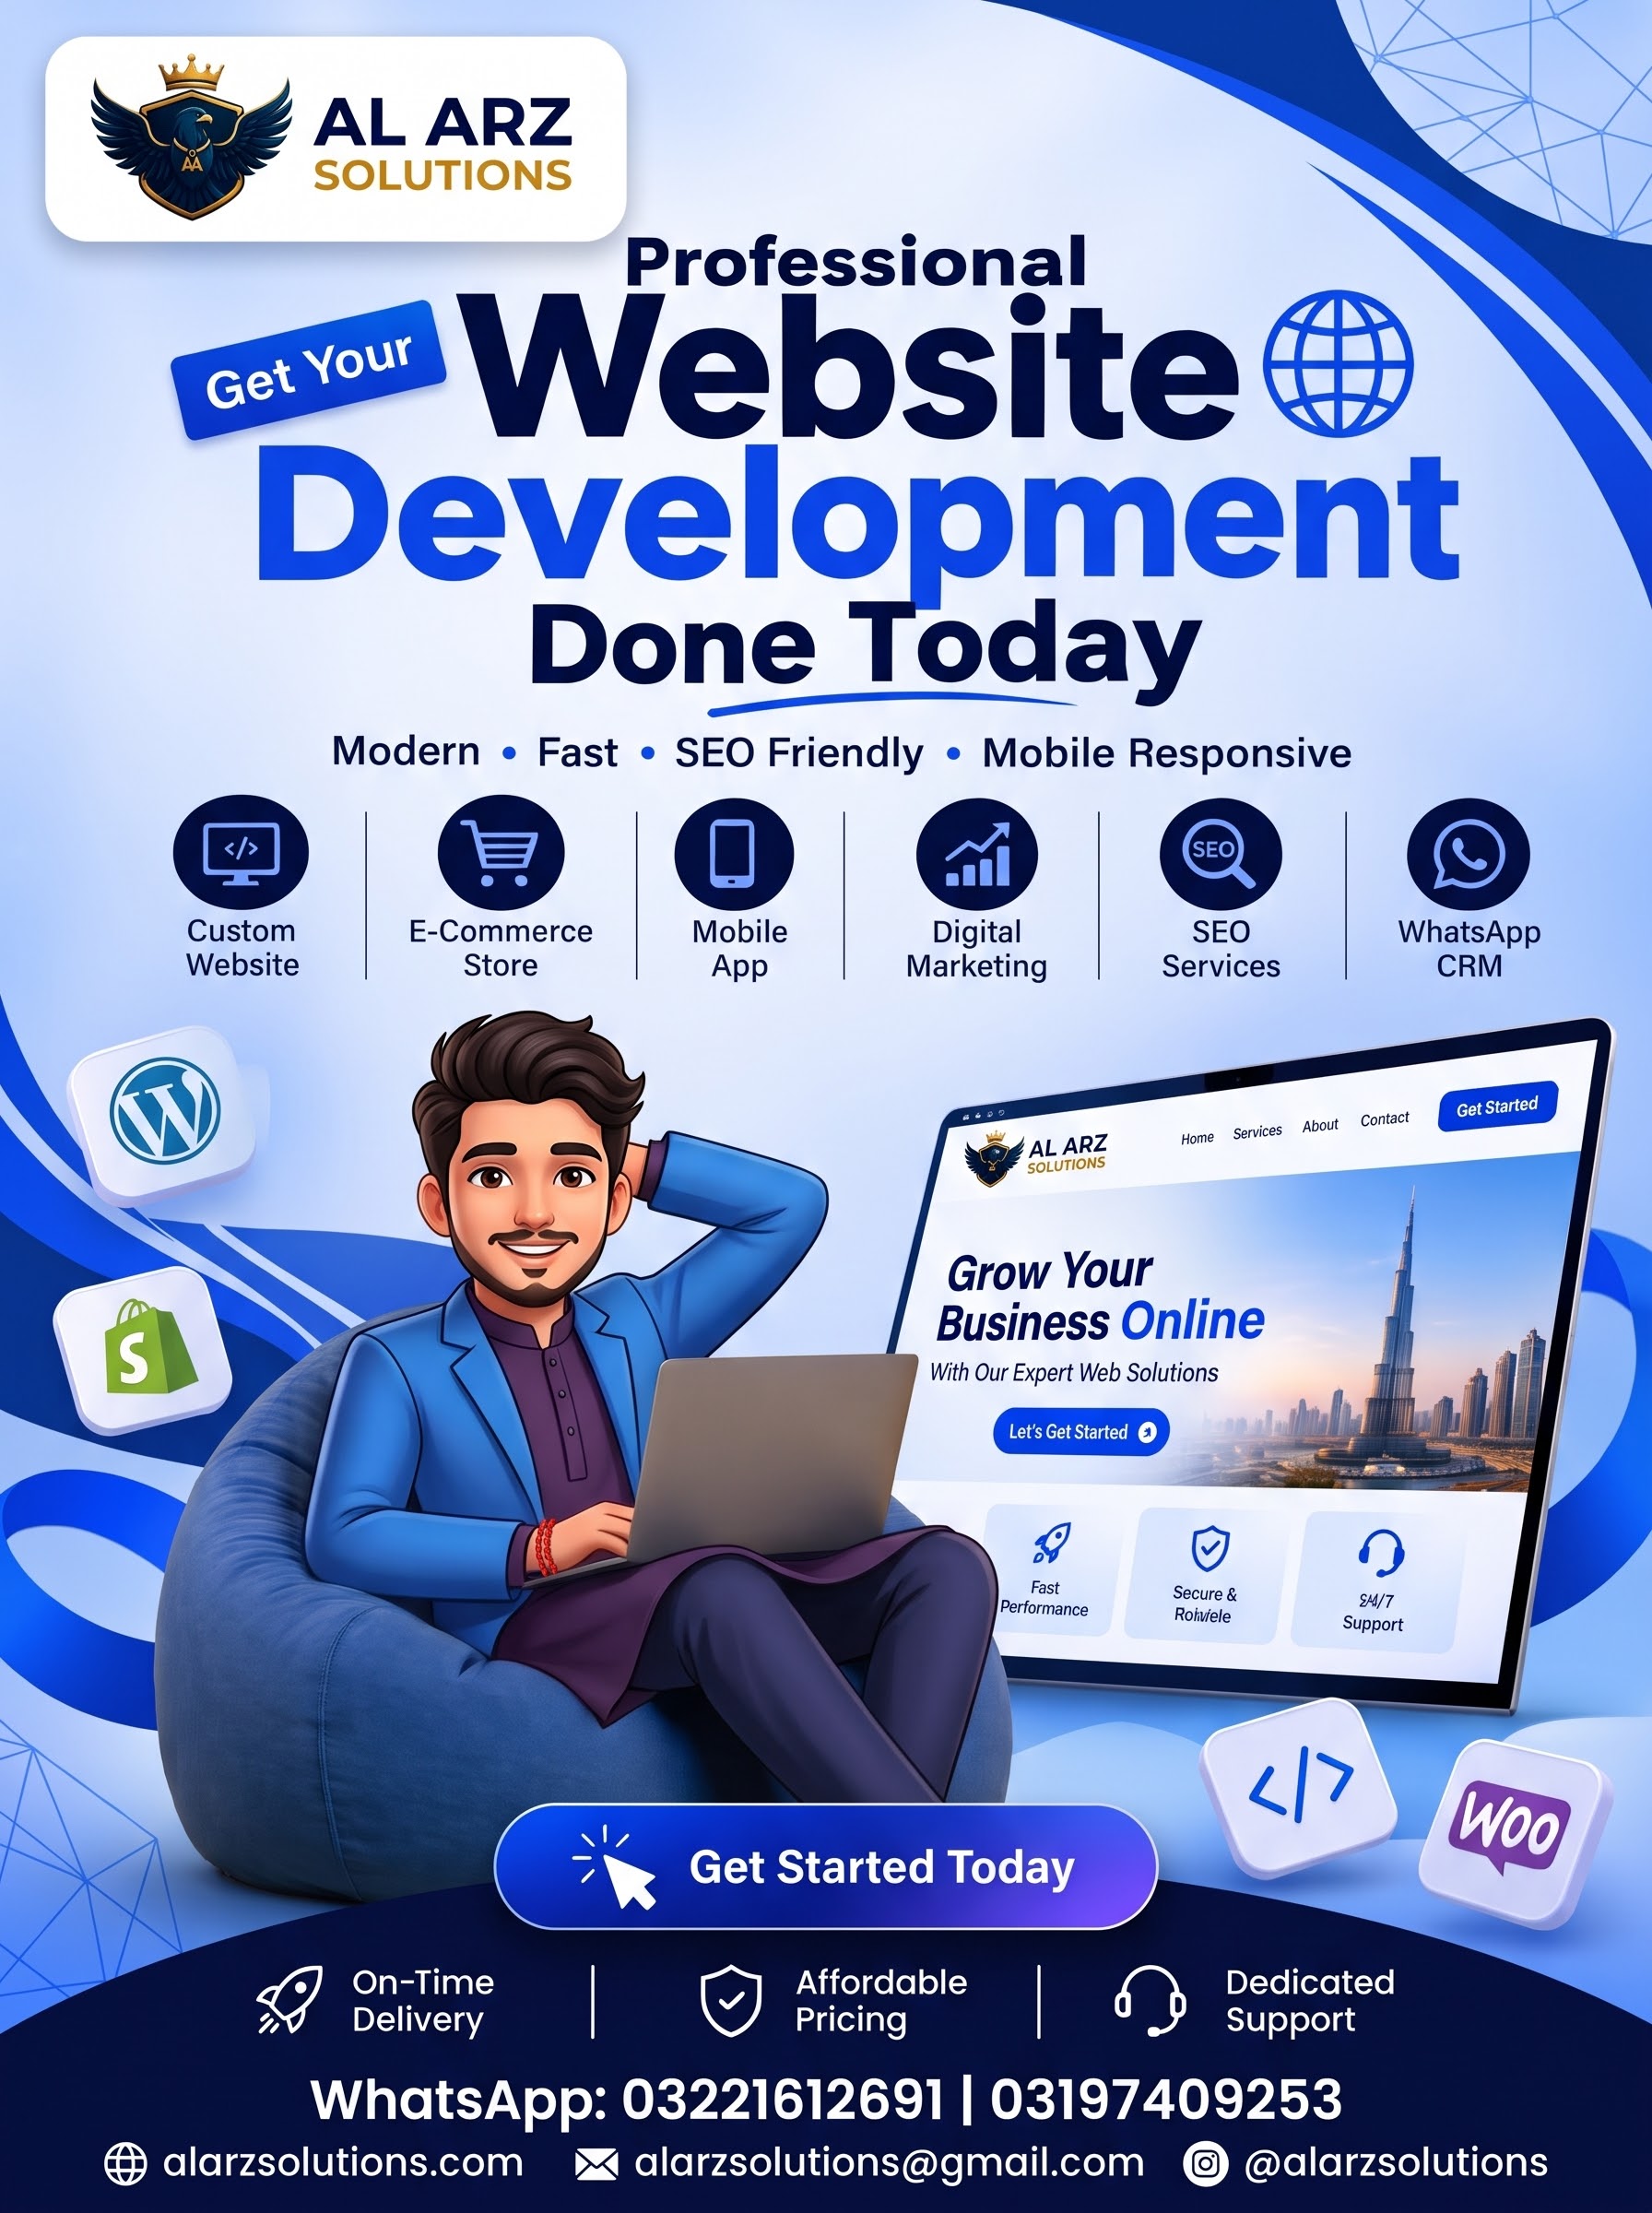 AL ARZ
SOLUTIONS
Professional
Get Your
Website
Development
Done Today
Modern • Fast • SEO Friendly • Mobile Responsive
Custom
Website
E-Commerce
Store
Mobile
App
Digital
Marketing
SEO
SEO
Services
WhatsApp
CRM
AL ARZ
SOLUTIONS
Home Services About Contact Get Started
Grow Your
Business Online
With Our Expert Web Solutions
Let's Get Started
Fast
Performance
Secure &
Support
WOO
Get Started Today
On-Time
Delivery
Affordable
Pricing
Dedicated
Support
WhatsApp: 03221612691 | 03197409253
alarzsolutions.com alarzsolutions@gmail.com @alarzsolutions